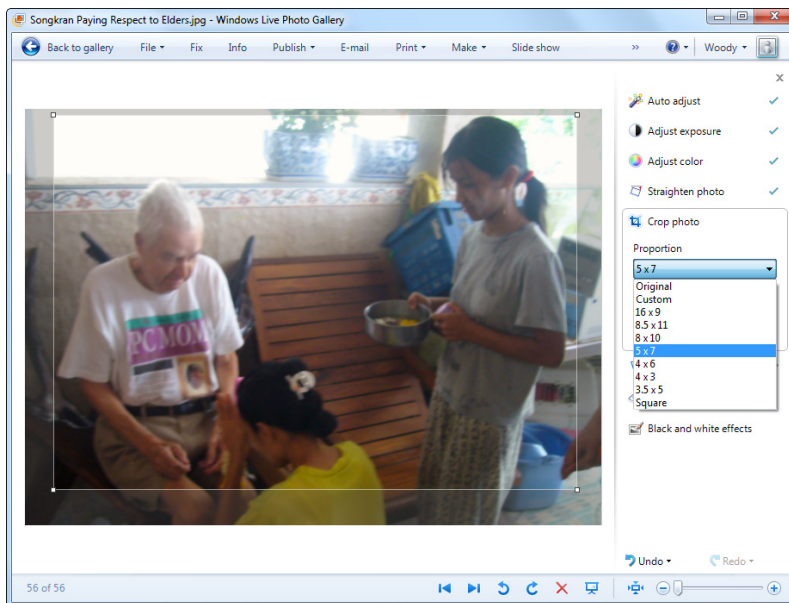 Songkran Paying Respect to Elders.jpg - Windows Live Photo Gallery
Back to gallery File Fix Info Publish E-mail Print Make Slide show » ? Woody
x
Auto adjust
Adjust exposure
Adjust color
Straighten photo
Crop photo
Proportion
5 x 7
Original
Custom
16 x 9
8.5 x 11
8 x 10
5 x 7
4 x 6
4 x 3
3.5 x 5
Square
Black and white effects
PC MOM
Undo Redo
56 of 56